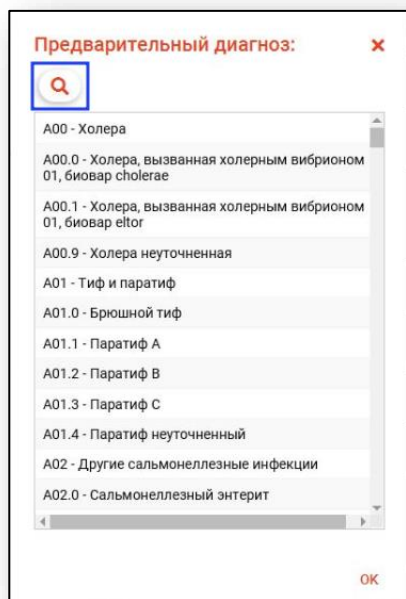 Предварительный диагноз:
A00 - Холера
A00.0 - Холера, вызванная холерным вибрионом
01, биовар cholerae
A00.1 - Холера, вызванная холерным вибрионом
01, биовар eltor
A00.9 - Холера неуточненная
A01 - Тиф и паратиф
A01.0 - Брюшной тиф
A01.1 - Паратиф A
A01.2 - Паратиф B
A01.3 - Паратиф C
A01.4 - Паратиф неуточненный
A02 - Другие сальмонеллезные инфекции
A02.0 - Сальмонеллезный энтерит
ОК